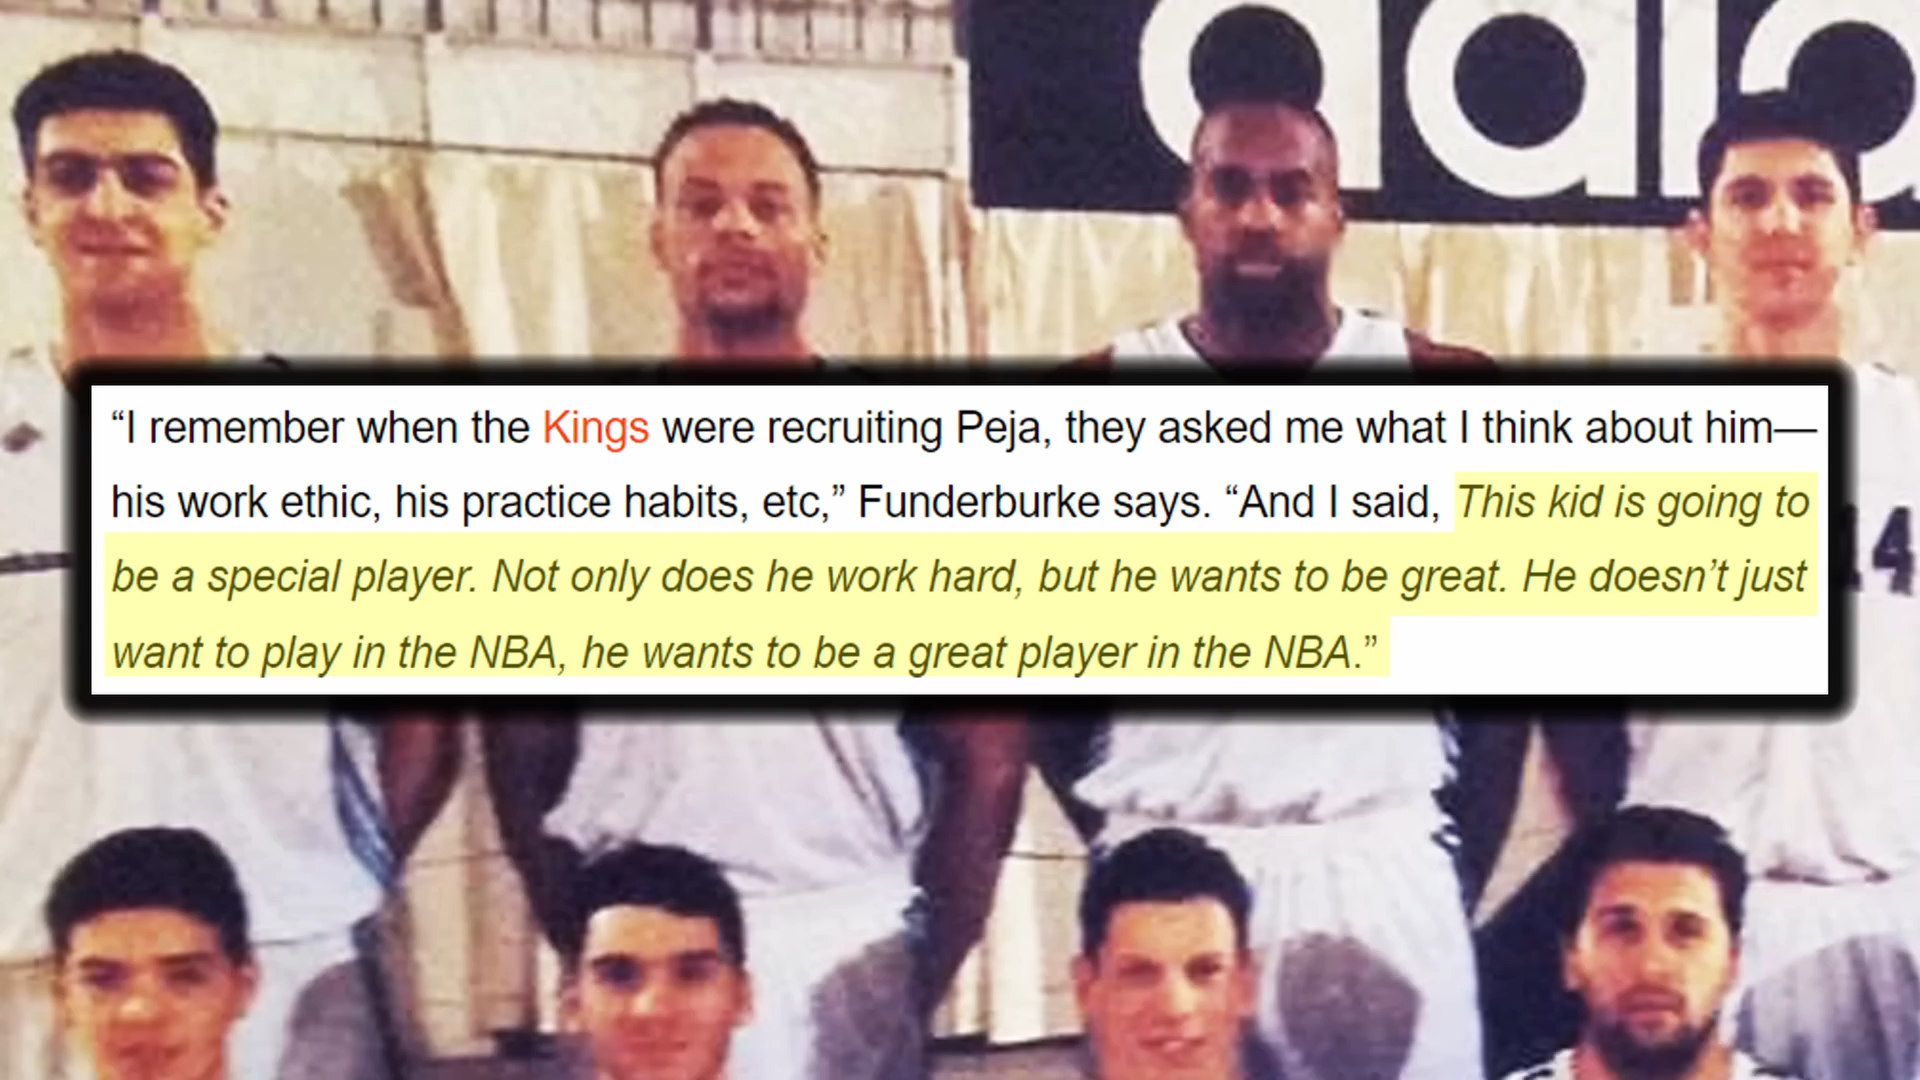 adida
“I remember when the Kings were recruiting Peja, they asked me what I think about him—
his work ethic, his practice habits, etc,” Funderburke says. “And I said, This kid is going to
be a special player. Not only does he work hard, but he wants to be great. He doesn’t just
want to play in the NBA, he wants to be a great player in the NBA.”
14